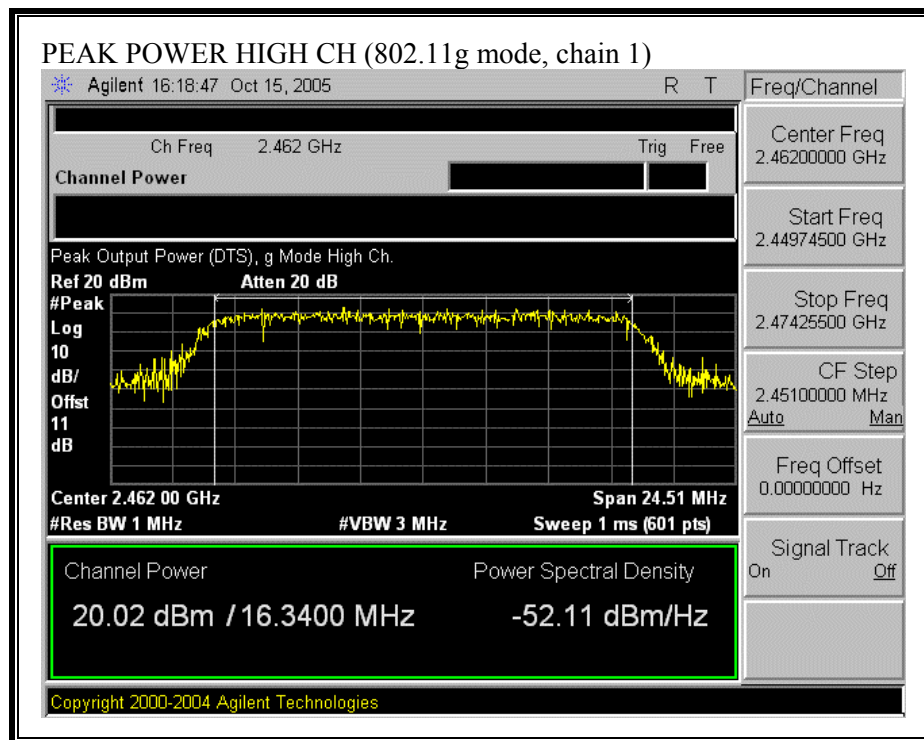 PEAK POWER HIGH CH (802.11g mode, chain 1)
Agilent 16:18:47 Oct 15, 2005 R T
Freq/Channel
Ch Freq 2.462 GHz Trig Free
Channel Power
Peak Output Power (DTS), g Mode High Ch.
Ref 20 dBm Atten 20 dB
#Peak
Log
10
dB/
Offst
11
dB
Center 2.462 00 GHz Span 24.51 MHz
#Res BW 1 MHz #VBW 3 MHz Sweep 1 ms (601 pts)
Channel Power Power Spectral Density
20.02 dBm / 16.3400 MHz -52.11 dBm/Hz
Copyright 2000-2004 Agilent Technologies
Center Freq
2.46200000 GHz
Start Freq
2.44974500 GHz
Stop Freq
2.47425500 GHz
CF Step
2.45100000 MHz
Auto Man
Freq Offset
0.00000000 Hz
Signal Track
On Off